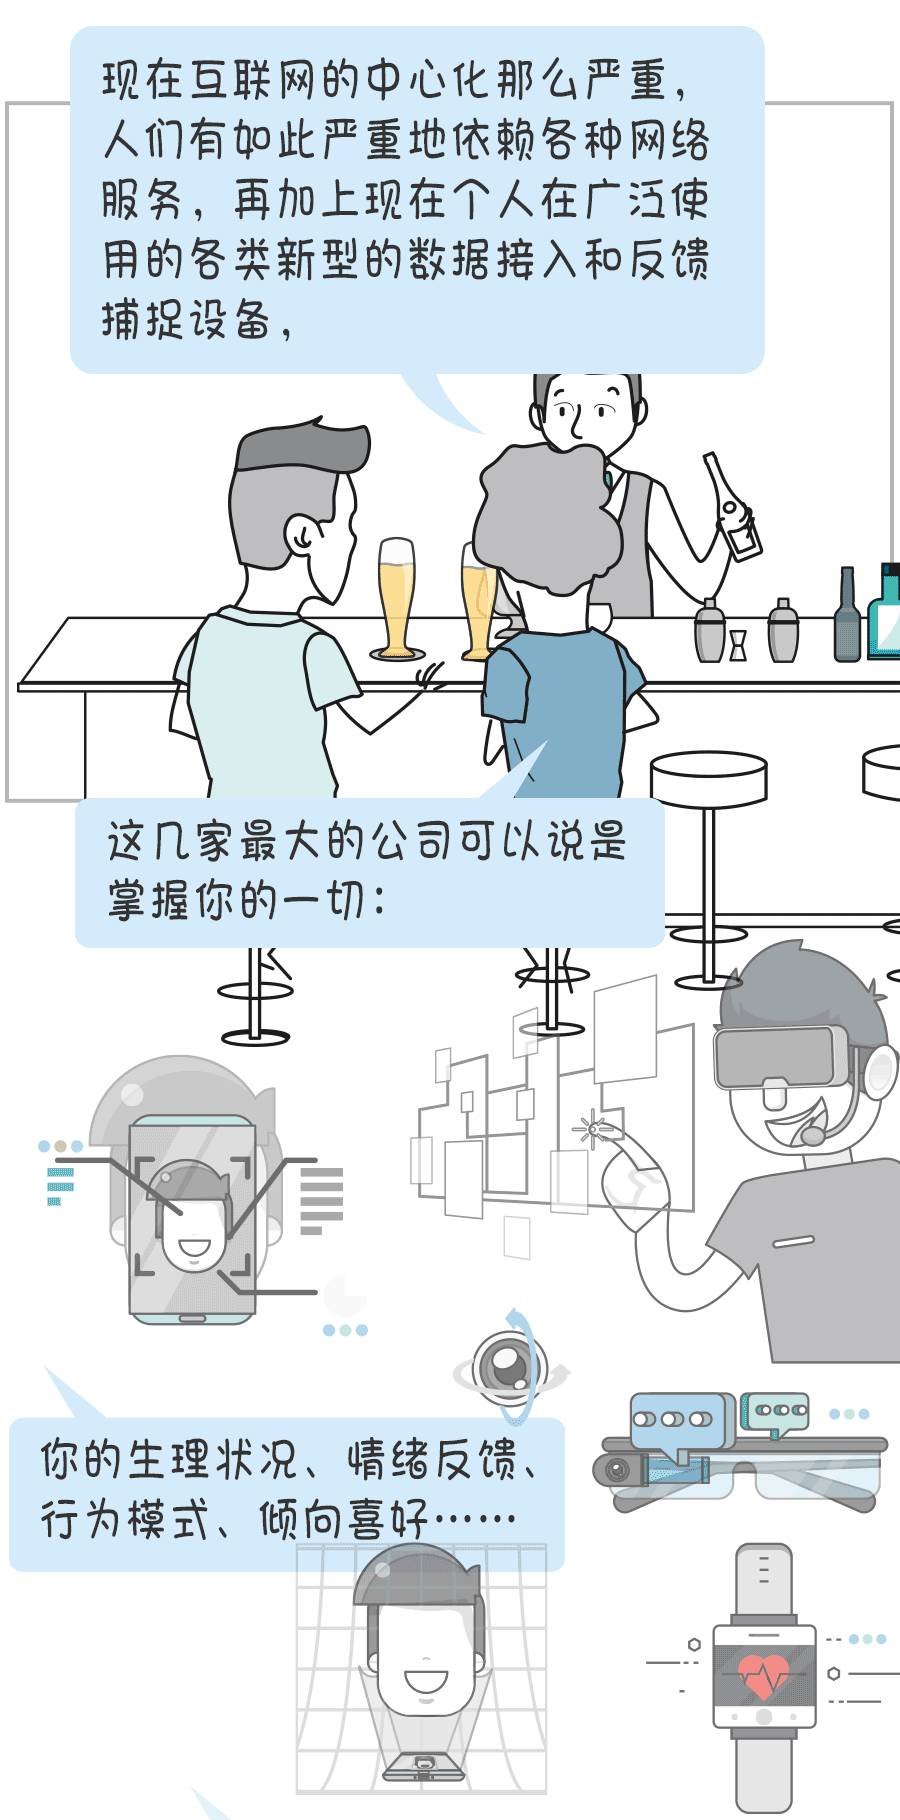 现在互联网的中心化那么严重，
人们有如此严重地依赖各种网络
服务，再加上现在个人在广泛使
用的各类新型的数据接入和反馈
捕捉设备，
这几家最大的公司可以说是
掌握你的一切：
你的生理状况、情绪反馈、
行为模式、倾向喜好……